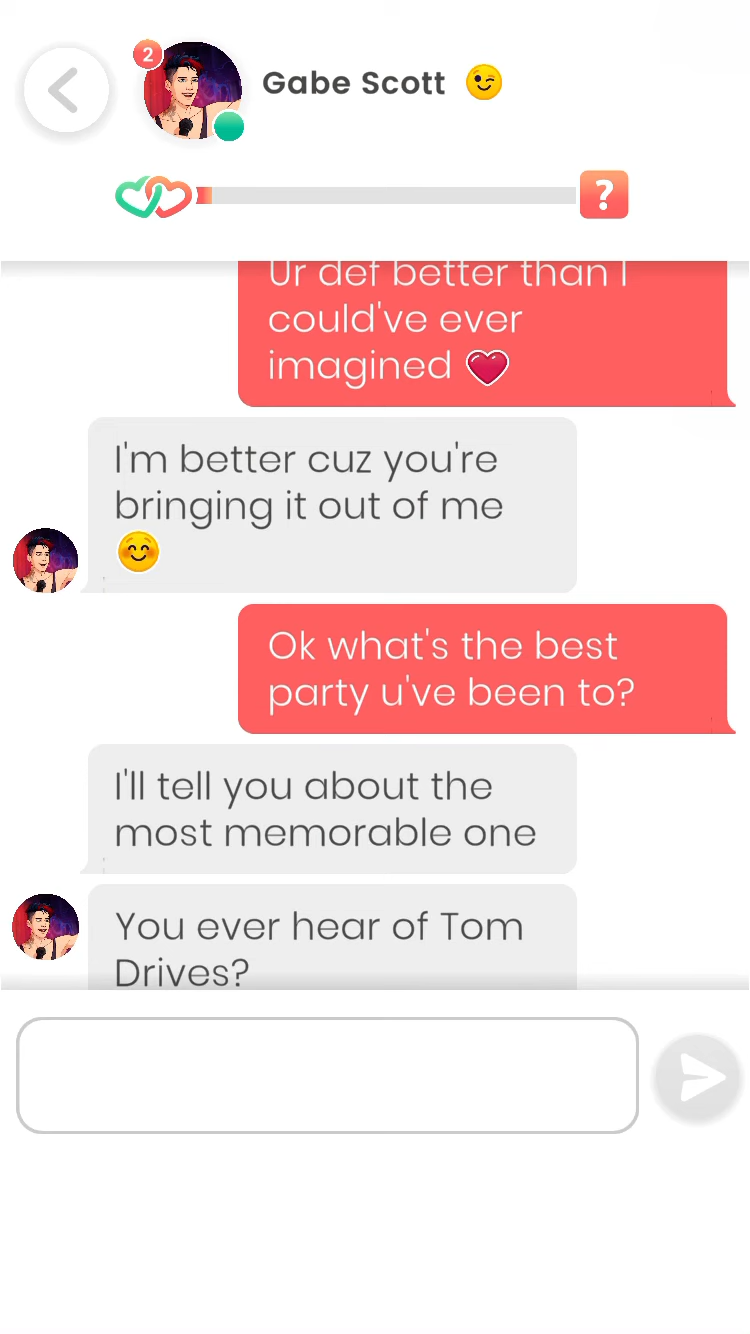 2
Gabe Scott 😉
?
Ur def better than I
could've ever
imagined ❤️
I'm better cuz you're
bringing it out of me
😊
Ok what's the best
party u've been to?
I'll tell you about the
most memorable one
You ever hear of Tom
Drives?